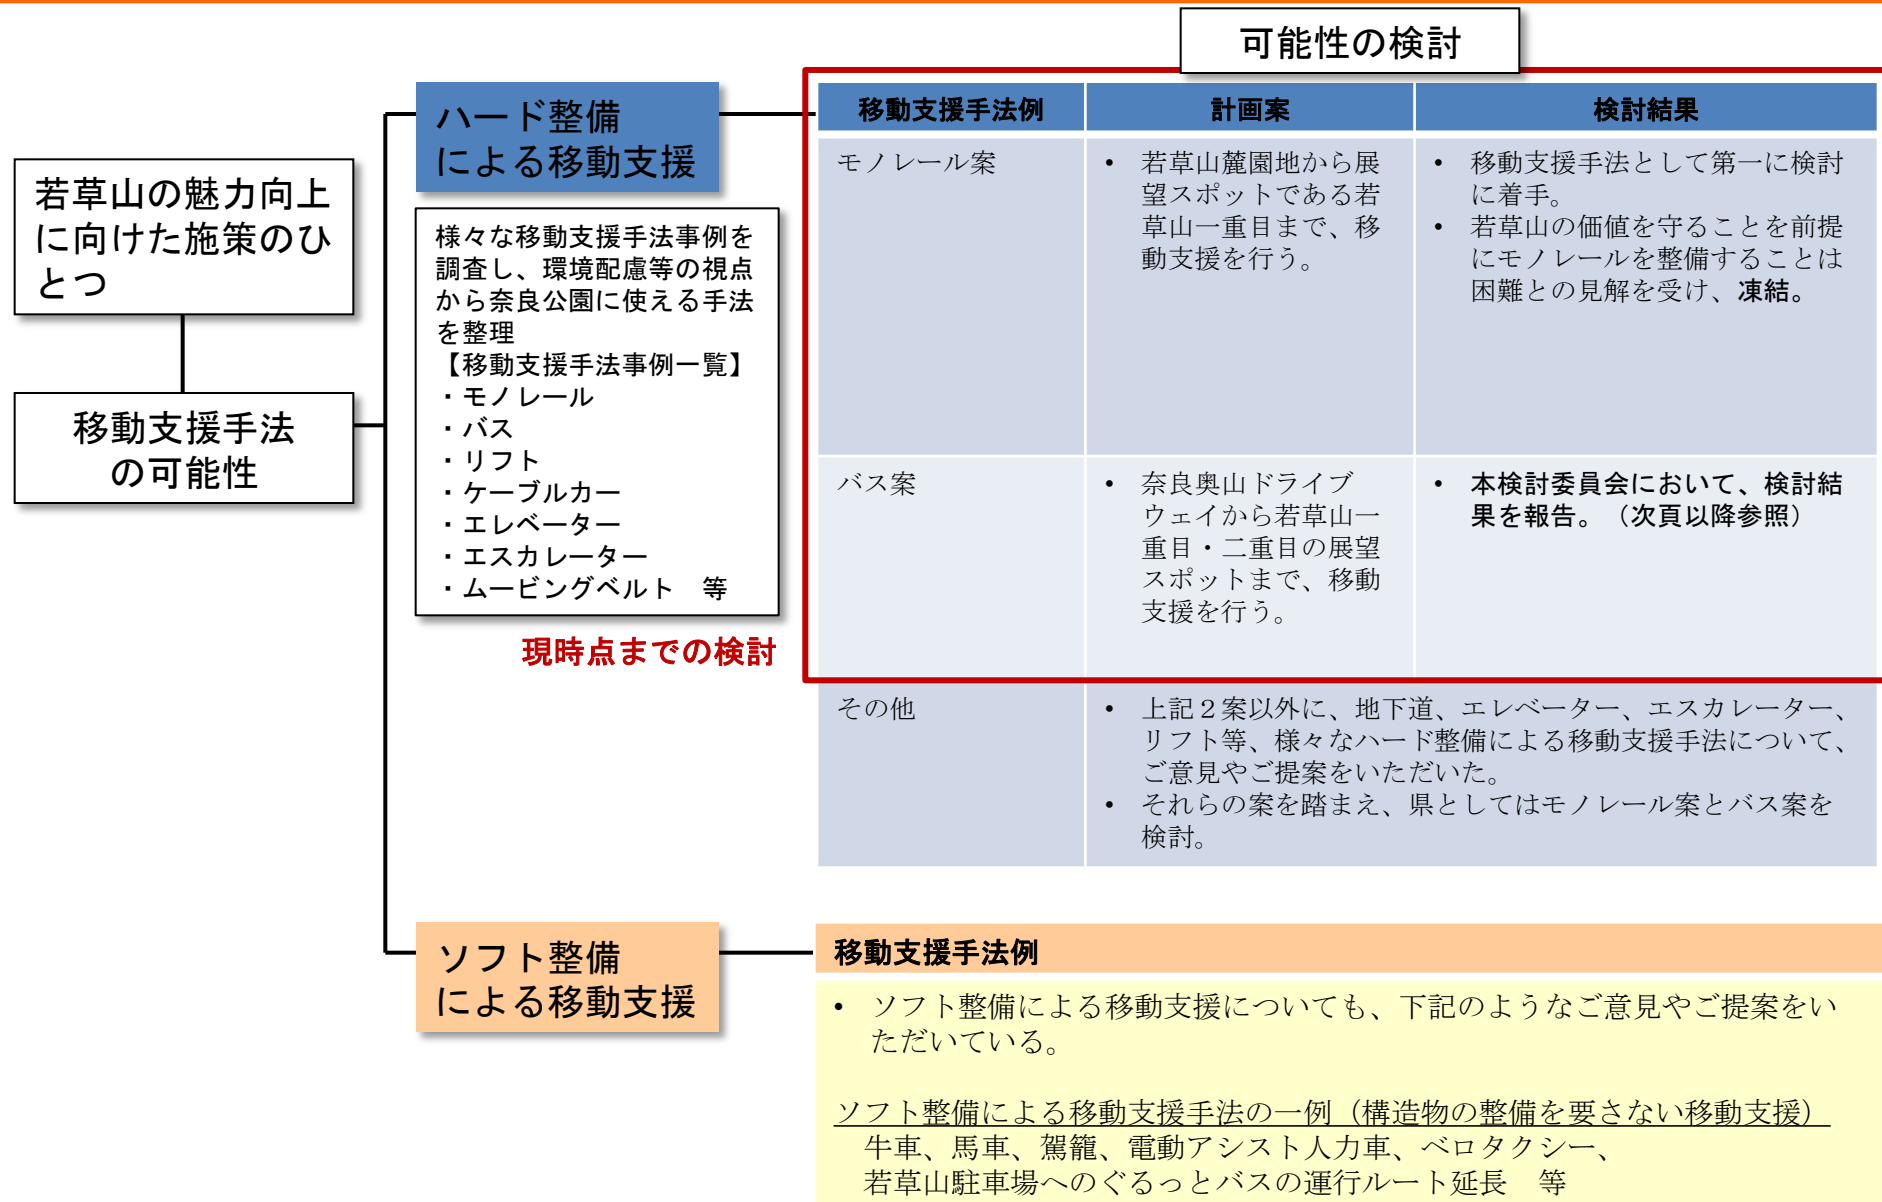 可能性の検討
若草山の魅力向上
に向けた施策のひ
とつ
移動支援手法
の可能性
ハード整備
による移動支援
様々な移動支援手法事例を
調査し、環境配慮等の視点
から奈良公園に使える手法
を整理
【移動支援手法事例一覧】
・モノレール
・バス
・リフト
・ケーブルカー
・エレベーター
・エスカレーター
・ムービングベルト　等
現時点までの検討
移動支援手法例
計画案
検討結果
モノレール案
• 若草山麓園地から展
望スポットである若
草山一重目まで、移
動支援を行う。
• 移動支援手法として第一に検討
に着手。
• 若草山の価値を守ることを前提
にモノレールを整備することは
困難との見解を受け、凍結。
バス案
• 奈良奥山ドライブ
ウェイから若草山一
重目・二重目の展望
スポットまで、移動
支援を行う。
• 本検討委員会において、検討結
果を報告。（次頁以降参照）
その他
• 上記２案以外に、地下道、エレベーター、エスカレーター、
リフト等、様々なハード整備による移動支援手法について、
ご意見やご提案をいただいた。
• それらの案を踏まえ、県としてはモノレール案とバス案を
検討。
ソフト整備
による移動支援
移動支援手法例
• ソフト整備による移動支援についても、下記のようなご意見やご提案をい
ただいている。
ソフト整備による移動支援手法の一例（構造物の整備を要さない移動支援）
牛車、馬車、駕籠、電動アシスト人力車、ベロタクシー、
若草山駐車場へのぐるっとバスの運行ルート延長　等